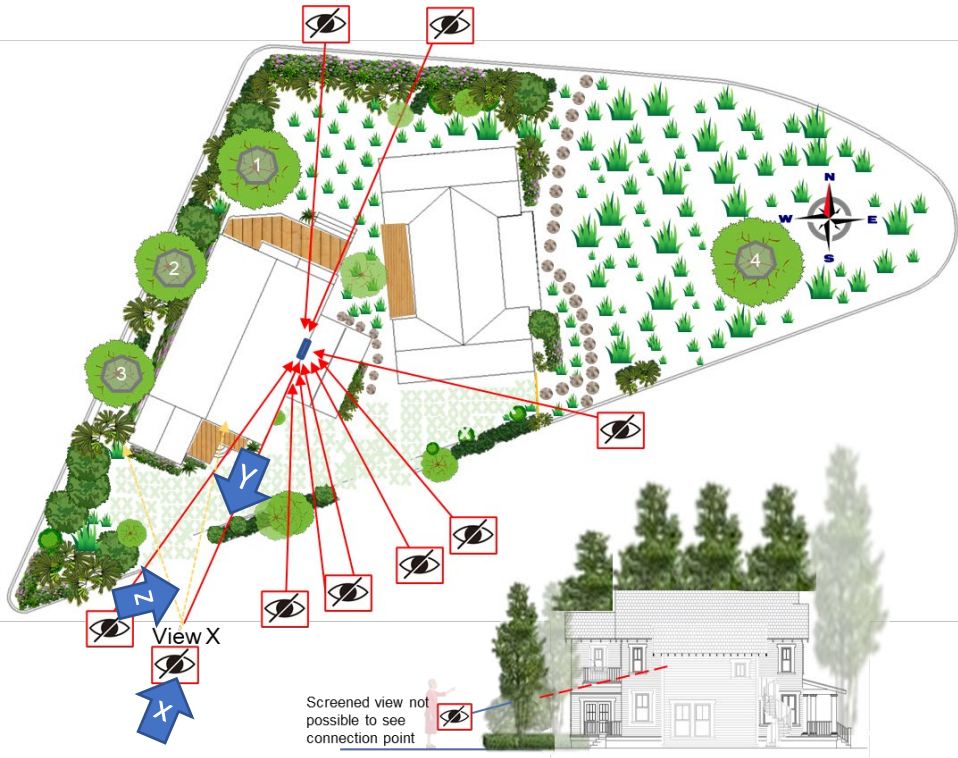 1
N
W
E
S
2
4
3
Y
Z
View X
X
Screened view not
possible to see
connection point